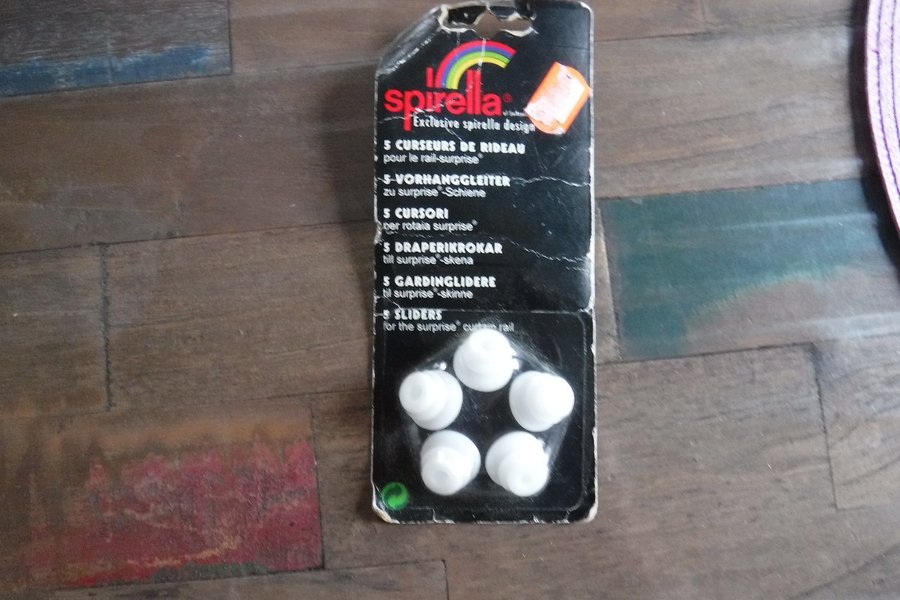 spirella®
Exclusive spirella design
5 CURSEURS DE RIDEAU
pour le rail-surprise®
5 VORHANGGLEITER
zu surprise®-Schiene
5 CURSORI
per rotaia surprise®
5 DRAPERIKROKAR
till surprise®-skena
5 GARDINGLIDERE
til surprise®-skinne
5 SLIDERS
for the surprise® curtain rail